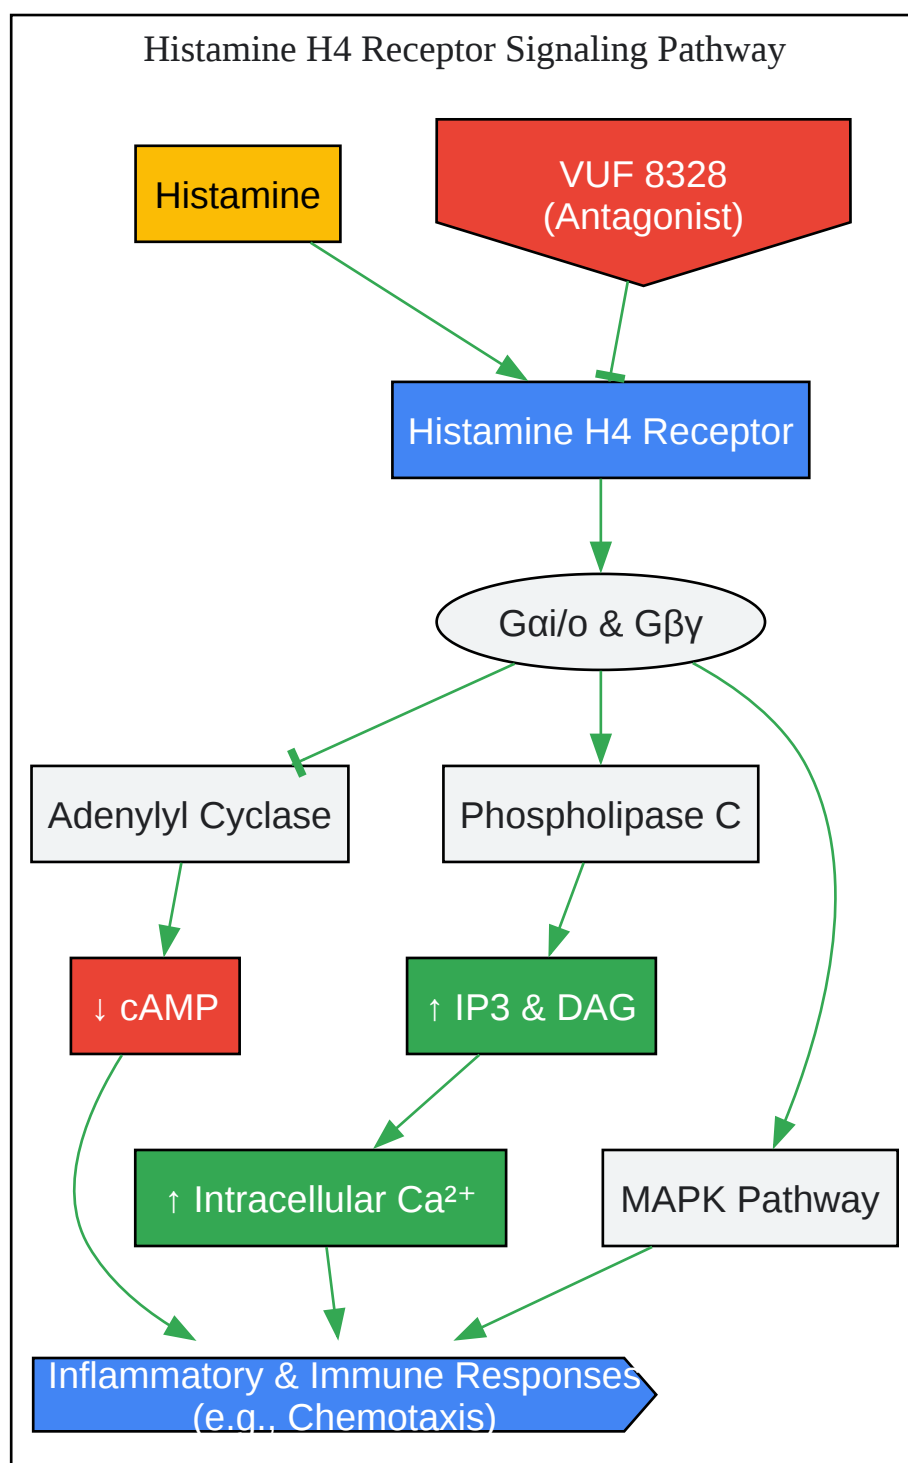 Histamine H4 Receptor Signaling Pathway
Histamine
VUF 8328
(Antagonist)
Histamine H4 Receptor
Gαi/o & Gβγ
Adenylyl Cyclase
Phospholipase C
↓ cAMP
↑ IP3 & DAG
↑ Intracellular Ca²⁺
MAPK Pathway
Inflammatory & Immune Responses
(e.g., Chemotaxis)